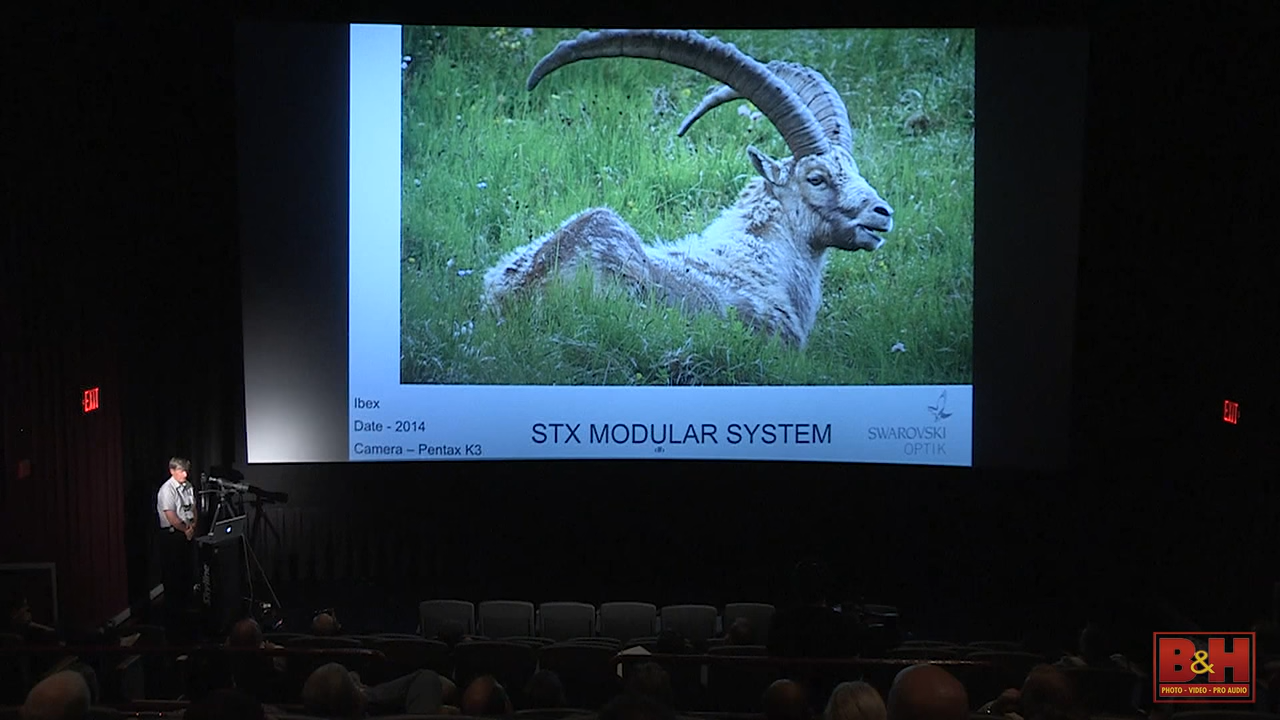 EXIT
EXIT
Ibex
Date - 2014
Camera – Pentax K3
STX MODULAR SYSTEM
SWAROVSKI
OPTIK
B&H
PHOTO - VIDEO - PRO AUDIO